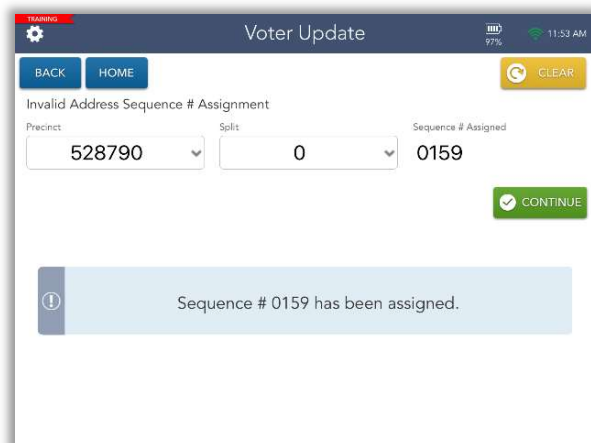 TRAINING
Voter Update
97%
11:53 AM
BACK
HOME
CLEAR
Invalid Address Sequence # Assignment
Precinct
Split
Sequence # Assigned
528790
0
0159
CONTINUE
Sequence # 0159 has been assigned.